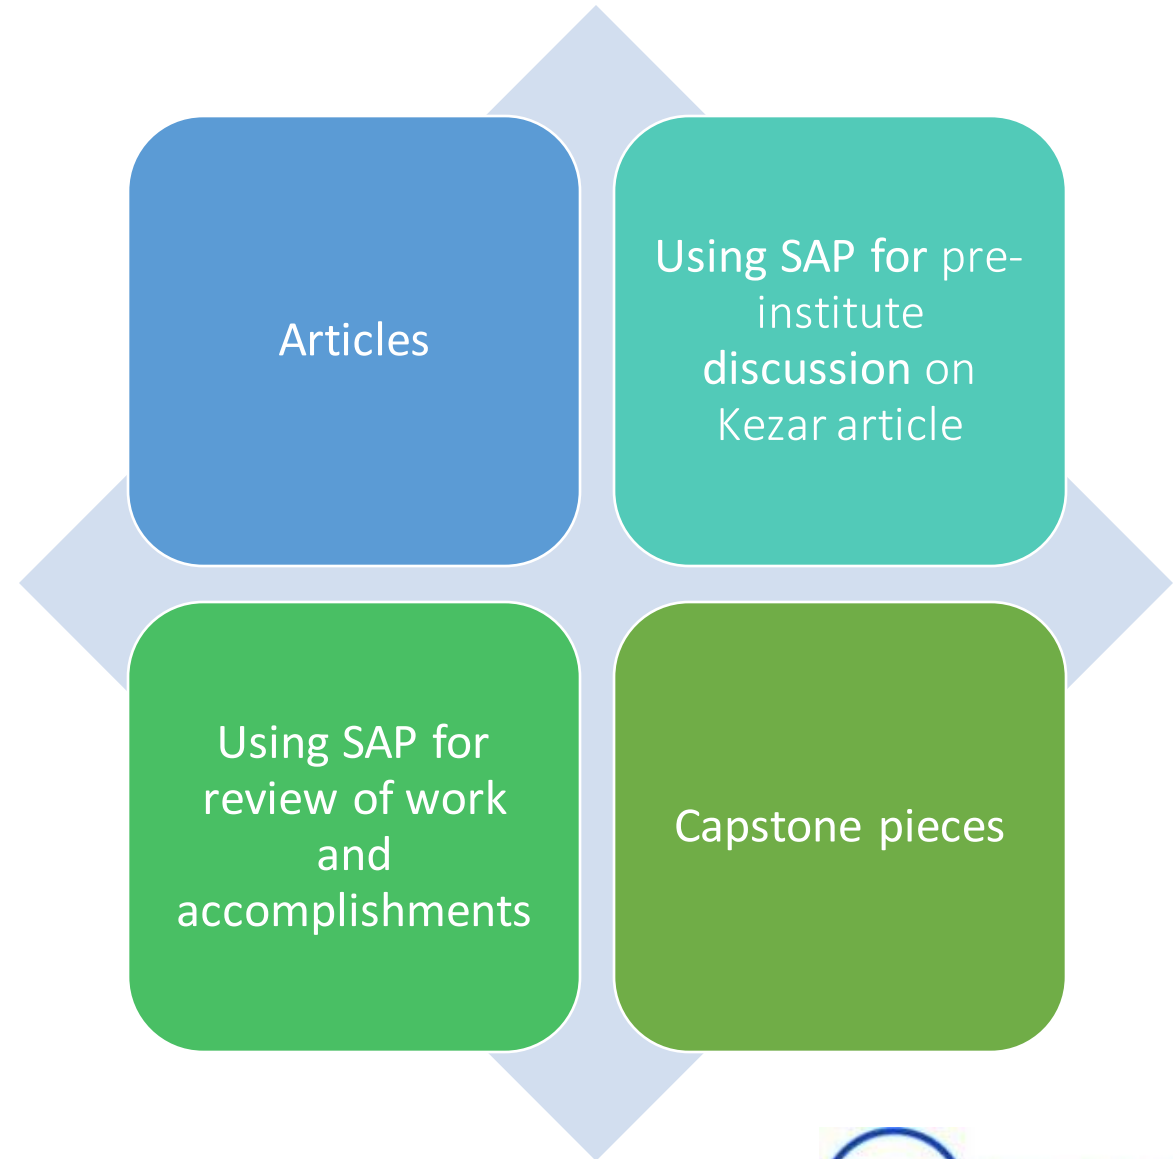 Articles
Using SAP for pre-
institute
discussion on
Kezar article
Using SAP for
review of work
and
accomplishments
Capstone pieces